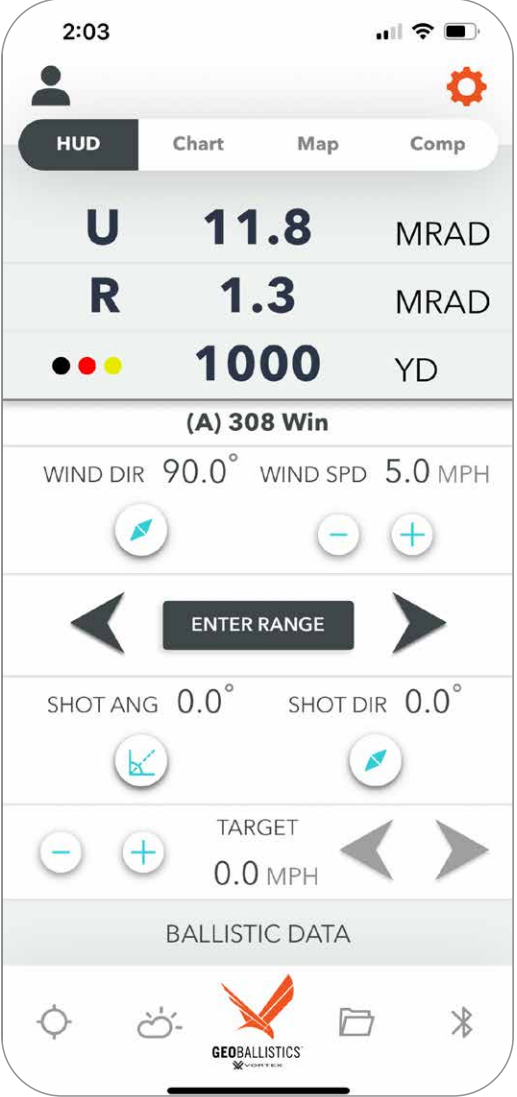 2:03
HUD Chart Map Comp
U 11.8 MRAD
R 1.3 MRAD
1000 YD
(A) 308 Win
WIND DIR 90.0° WIND SPD 5.0 MPH
ENTER RANGE
SHOT ANG 0.0° SHOT DIR 0.0°
TARGET
0.0 MPH
BALLISTIC DATA
GEOBALLISTICS
VORTEX